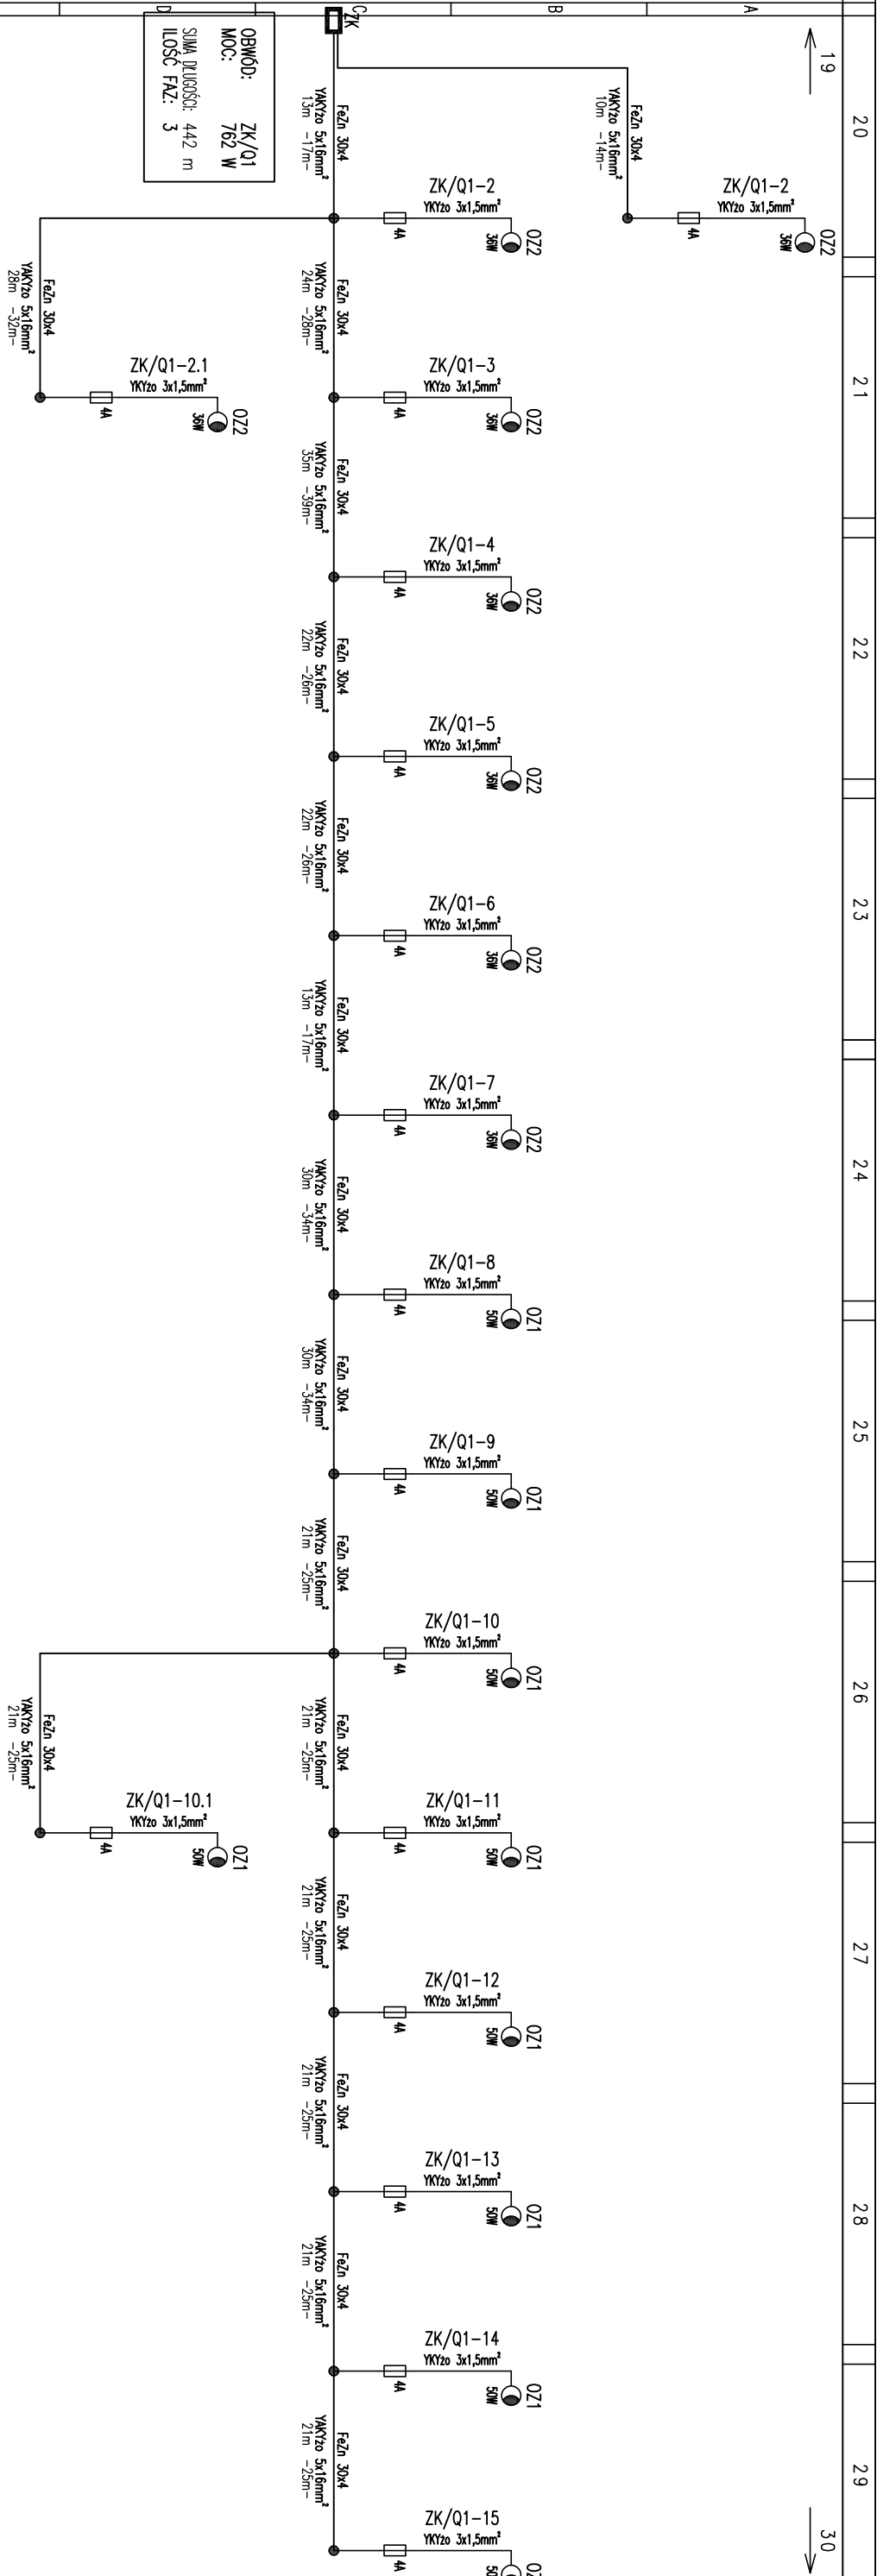 A
B
C
D
19
20
21
22
23
24
25
26
27
28
29
30
ZK
OBWÓD: ZK/Q1
MOC: 762 W
SUMA DŁUGOŚCI: 442 m
ILOŚĆ FAZ: 3
FeZn 30x4
YAKYżo 5x16mm²
10m -14m-
ZK/Q1-2
YKYżo 3x1,5mm²
4A
OZ2
36W
FeZn 30x4
YAKYżo 5x16mm²
13m -17m-
ZK/Q1-2
YKYżo 3x1,5mm²
4A
OZ2
36W
FeZn 30x4
YAKYżo 5x16mm²
28m -32m-
ZK/Q1-2.1
YKYżo 3x1,5mm²
4A
OZ2
36W
FeZn 30x4
YAKYżo 5x16mm²
24m -28m-
ZK/Q1-3
YKYżo 3x1,5mm²
4A
OZ2
36W
FeZn 30x4
YAKYżo 5x16mm²
35m -39m-
ZK/Q1-4
YKYżo 3x1,5mm²
4A
OZ2
36W
FeZn 30x4
YAKYżo 5x16mm²
22m -26m-
ZK/Q1-5
YKYżo 3x1,5mm²
4A
OZ2
36W
FeZn 30x4
YAKYżo 5x16mm²
22m -26m-
ZK/Q1-6
YKYżo 3x1,5mm²
4A
OZ2
36W
FeZn 30x4
YAKYżo 5x16mm²
13m -17m-
ZK/Q1-7
YKYżo 3x1,5mm²
4A
OZ2
36W
FeZn 30x4
YAKYżo 5x16mm²
30m -34m-
ZK/Q1-8
YKYżo 3x1,5mm²
4A
OZ1
50W
FeZn 30x4
YAKYżo 5x16mm²
30m -34m-
ZK/Q1-9
YKYżo 3x1,5mm²
4A
OZ1
50W
FeZn 30x4
YAKYżo 5x16mm²
21m -25m-
ZK/Q1-10
YKYżo 3x1,5mm²
4A
OZ1
50W
FeZn 30x4
YAKYżo 5x16mm²
21m -25m-
ZK/Q1-10.1
YKYżo 3x1,5mm²
4A
OZ1
50W
FeZn 30x4
YAKYżo 5x16mm²
21m -25m-
ZK/Q1-11
YKYżo 3x1,5mm²
4A
OZ1
50W
FeZn 30x4
YAKYżo 5x16mm²
21m -25m-
ZK/Q1-12
YKYżo 3x1,5mm²
4A
OZ1
50W
FeZn 30x4
YAKYżo 5x16mm²
21m -25m-
ZK/Q1-13
YKYżo 3x1,5mm²
4A
OZ1
50W
FeZn 30x4
YAKYżo 5x16mm²
21m -25m-
ZK/Q1-14
YKYżo 3x1,5mm²
4A
OZ1
50W
FeZn 30x4
YAKYżo 5x16mm²
21m -25m-
ZK/Q1-15
YKYżo 3x1,5mm²
4A